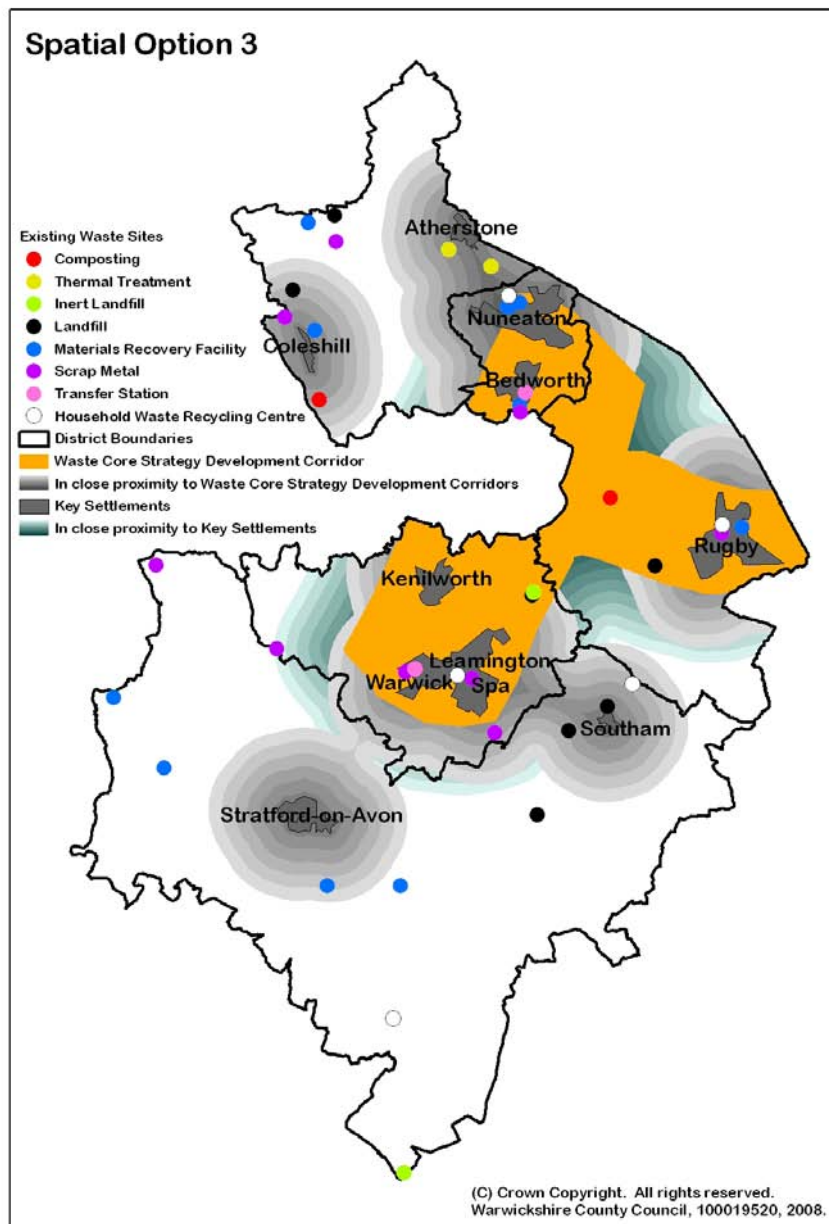 Spatial Option 3
Existing Waste Sites
Composting
Thermal Treatment
Inert Landfill
Landfill
Materials Recovery Facility
Scrap Metal
Transfer Station
Household Waste Recycling Centre
District Boundaries
Waste Core Strategy Development Corridor
In close proximity to Waste Core Strategy Development Corridors
Key Settlements
In close proximity to Key Settlements
Atherstone
Nuneaton
Coleshill
Bedworth
Rugby
Kenilworth
Leamington
Warwick
Spa
Southam
Stratford-on-Avon
(C) Crown Copyright. All rights reserved.
Warwickshire County Council, 100019520, 2008.